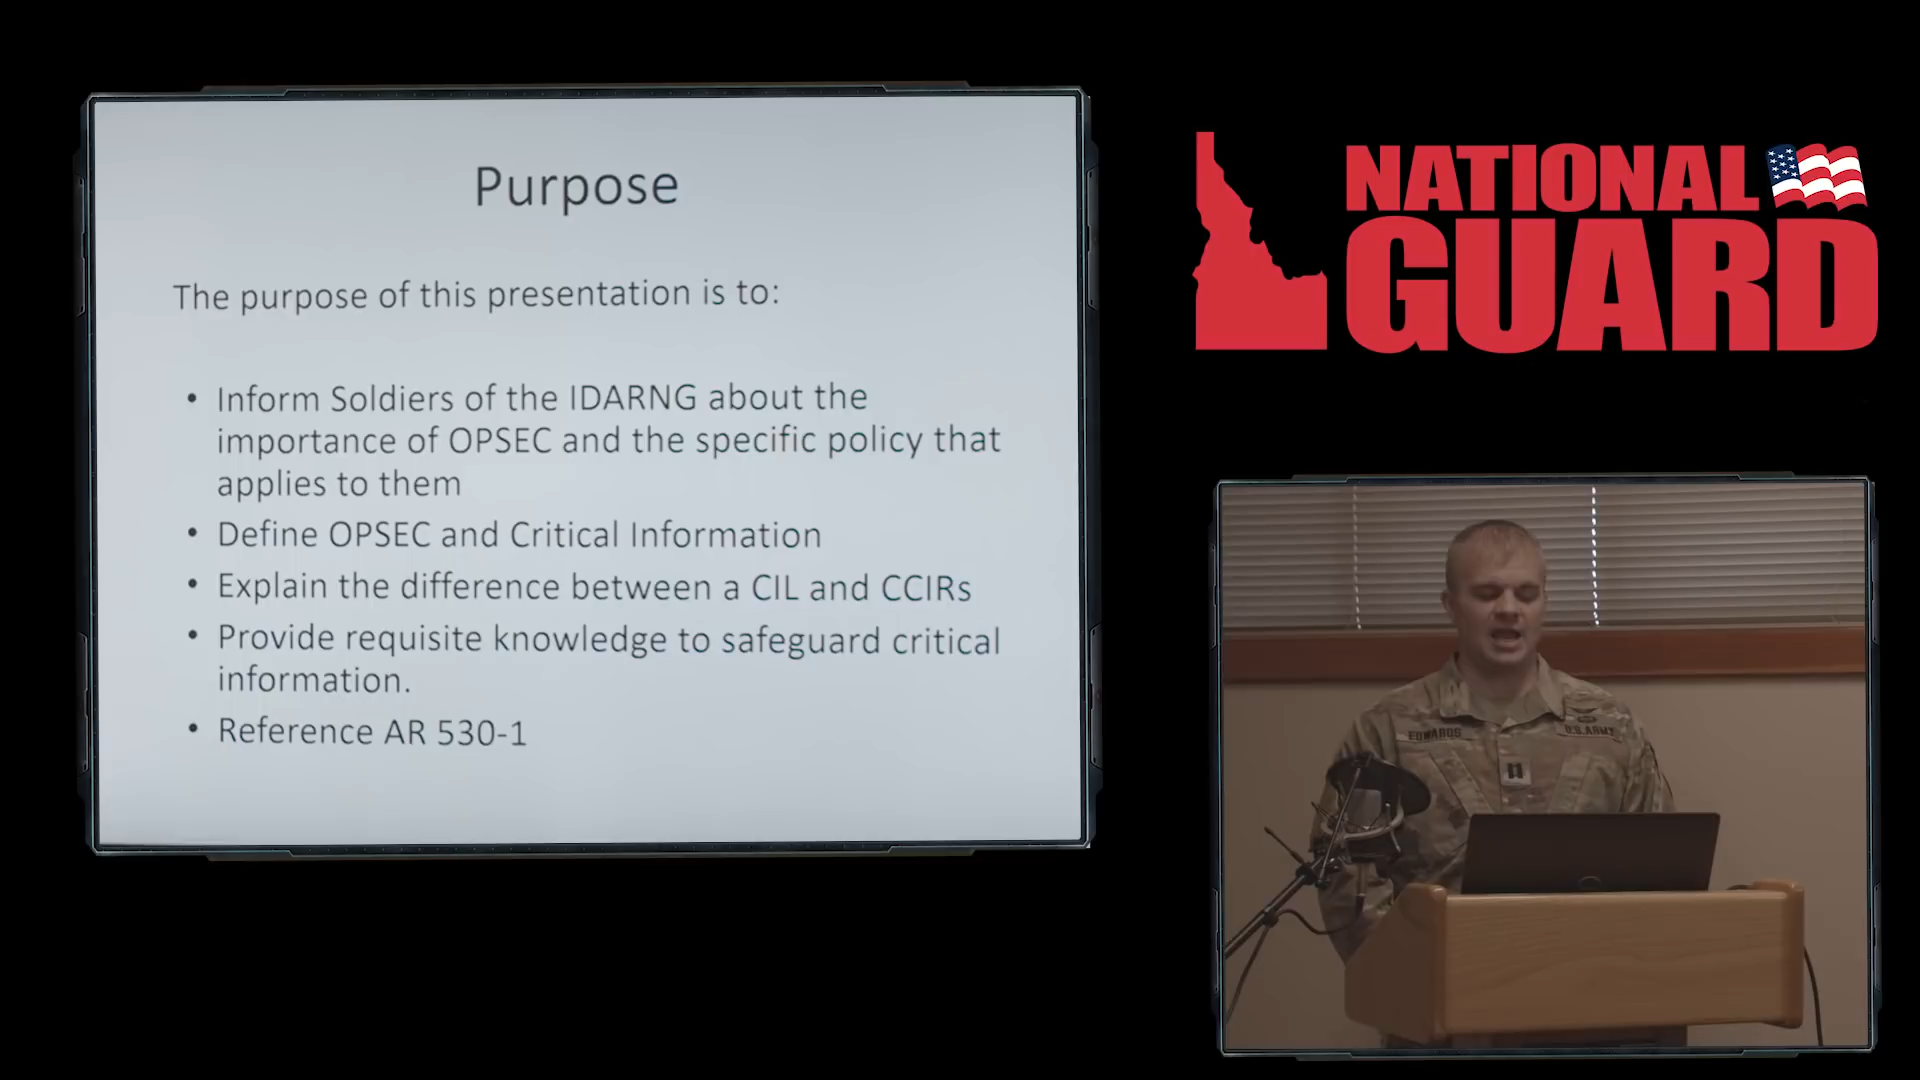 Purpose
The purpose of this presentation is to:
• Inform Soldiers of the IDARNG about the
importance of OPSEC and the specific policy that
applies to them
• Define OPSEC and Critical Information
• Explain the difference between a CIL and CCIRs
• Provide requisite knowledge to safeguard critical
information.
• Reference AR 530-1
NATIONAL
GUARD
EDWARDS
U.S. ARMY